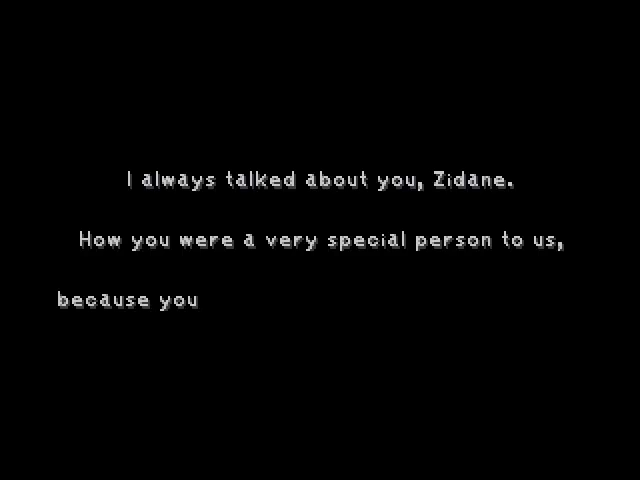 I always talked about you, Zidane.
How you were a very special person to us,
because you